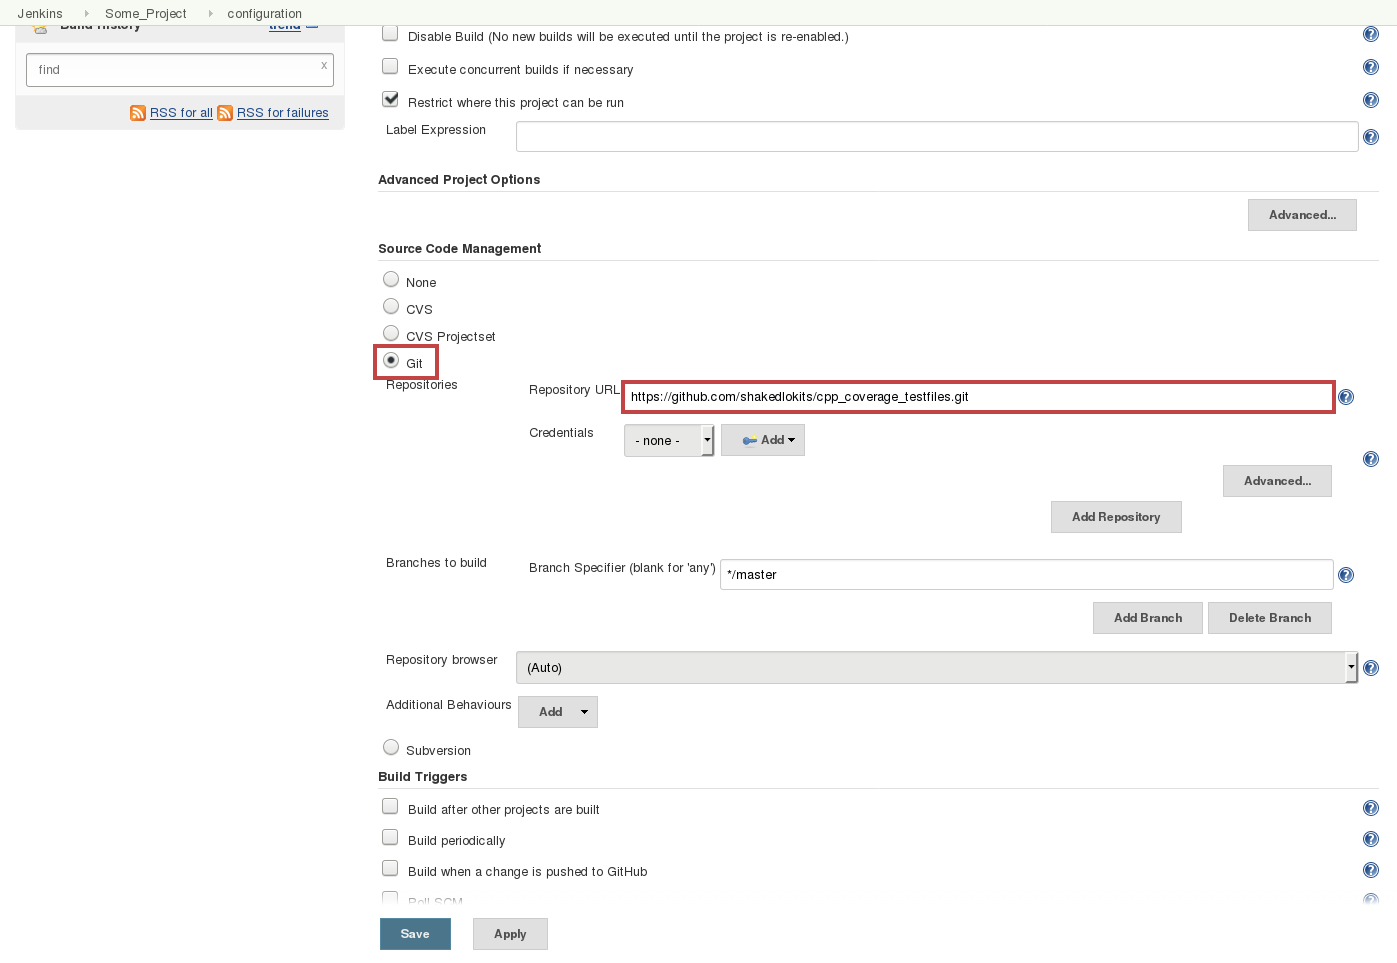 Jenkins Some_Project configuration
Build History trend
find x
RSS for all RSS for failures
Disable Build (No new builds will be executed until the project is re-enabled.)
Execute concurrent builds if necessary
Restrict where this project can be run
Label Expression
Advanced Project Options
Advanced...
Source Code Management
None
CVS
CVS Projectset
Git
Repositories
Repository URL https://github.com/shakedlokits/cpp_coverage_testfiles.git
Credentials - none - Add
Advanced...
Add Repository
Branches to build Branch Specifier (blank for 'any') */master
Add Branch Delete Branch
Repository browser (Auto)
Additional Behaviours Add
Subversion
Build Triggers
Build after other projects are built
Build periodically
Build when a change is pushed to GitHub
Poll SCM
Save Apply